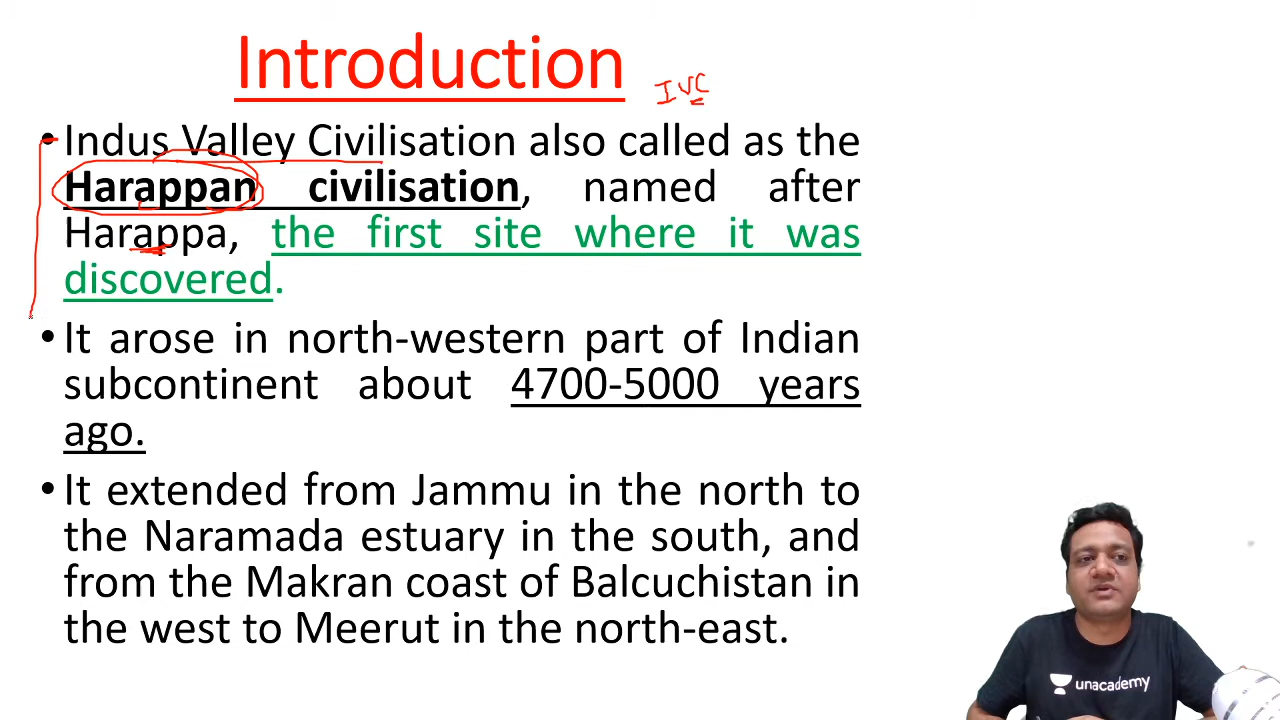 Introduction
IVC
• Indus Valley Civilisation also called as the
Harappan civilisation, named after
Harappa, the first site where it was
discovered.
• It arose in north-western part of Indian
subcontinent about 4700-5000 years
ago.
• It extended from Jammu in the north to
the Naramada estuary in the south, and
from the Makran coast of Balcuchistan in
the west to Meerut in the north-east.
unacademy